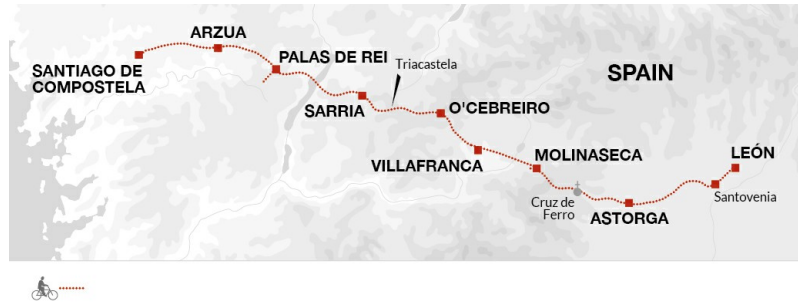 ARZUA
PALAS DE REI
Triacastela
SPAIN
SANTIAGO DE
COMPOSTELA
SARRIA
O'CEBREIRO
VILLAFRANCA
MOLINASECA
LEÓN
Cruz de
Ferro
ASTORGA
Santovenia